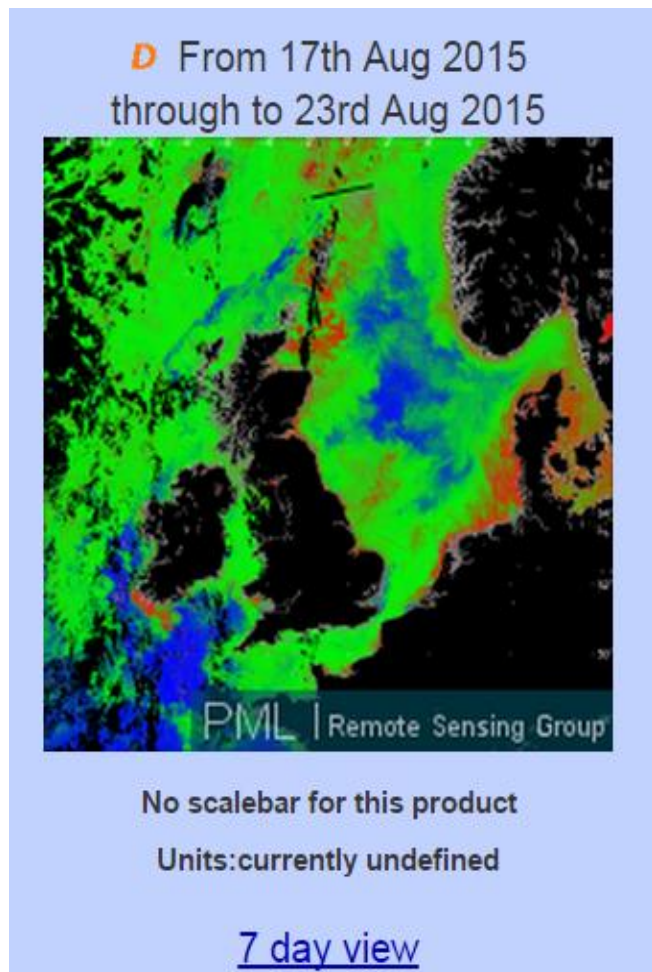 D From 17th Aug 2015
through to 23rd Aug 2015
PML | Remote Sensing Group
No scalebar for this product
Units:currently undefined
7 day view